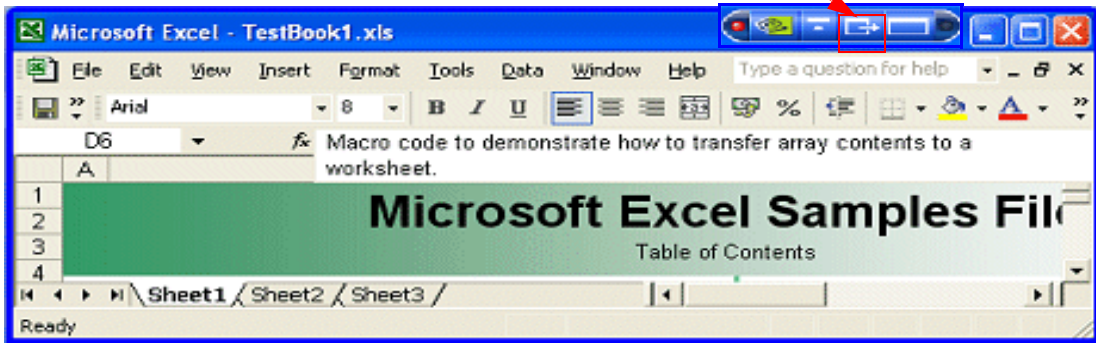 Microsoft Excel - TestBook1.xls
File Edit View Insert Format Tools Data Window Help Type a question for help
Arial 8 B I U %
D6 fx Macro code to demonstrate how to transfer array contents to a
worksheet.
A
1
2
3
4
Microsoft Excel Samples File
Table of Contents
Sheet1 Sheet2 Sheet3
Ready